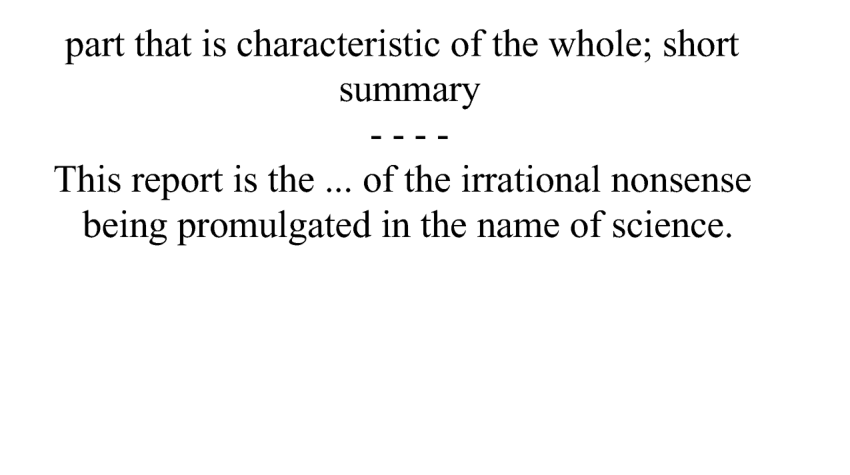 part that is characteristic of the whole; short
summary
- - - -
This report is the ... of the irrational nonsense
being promulgated in the name of science.